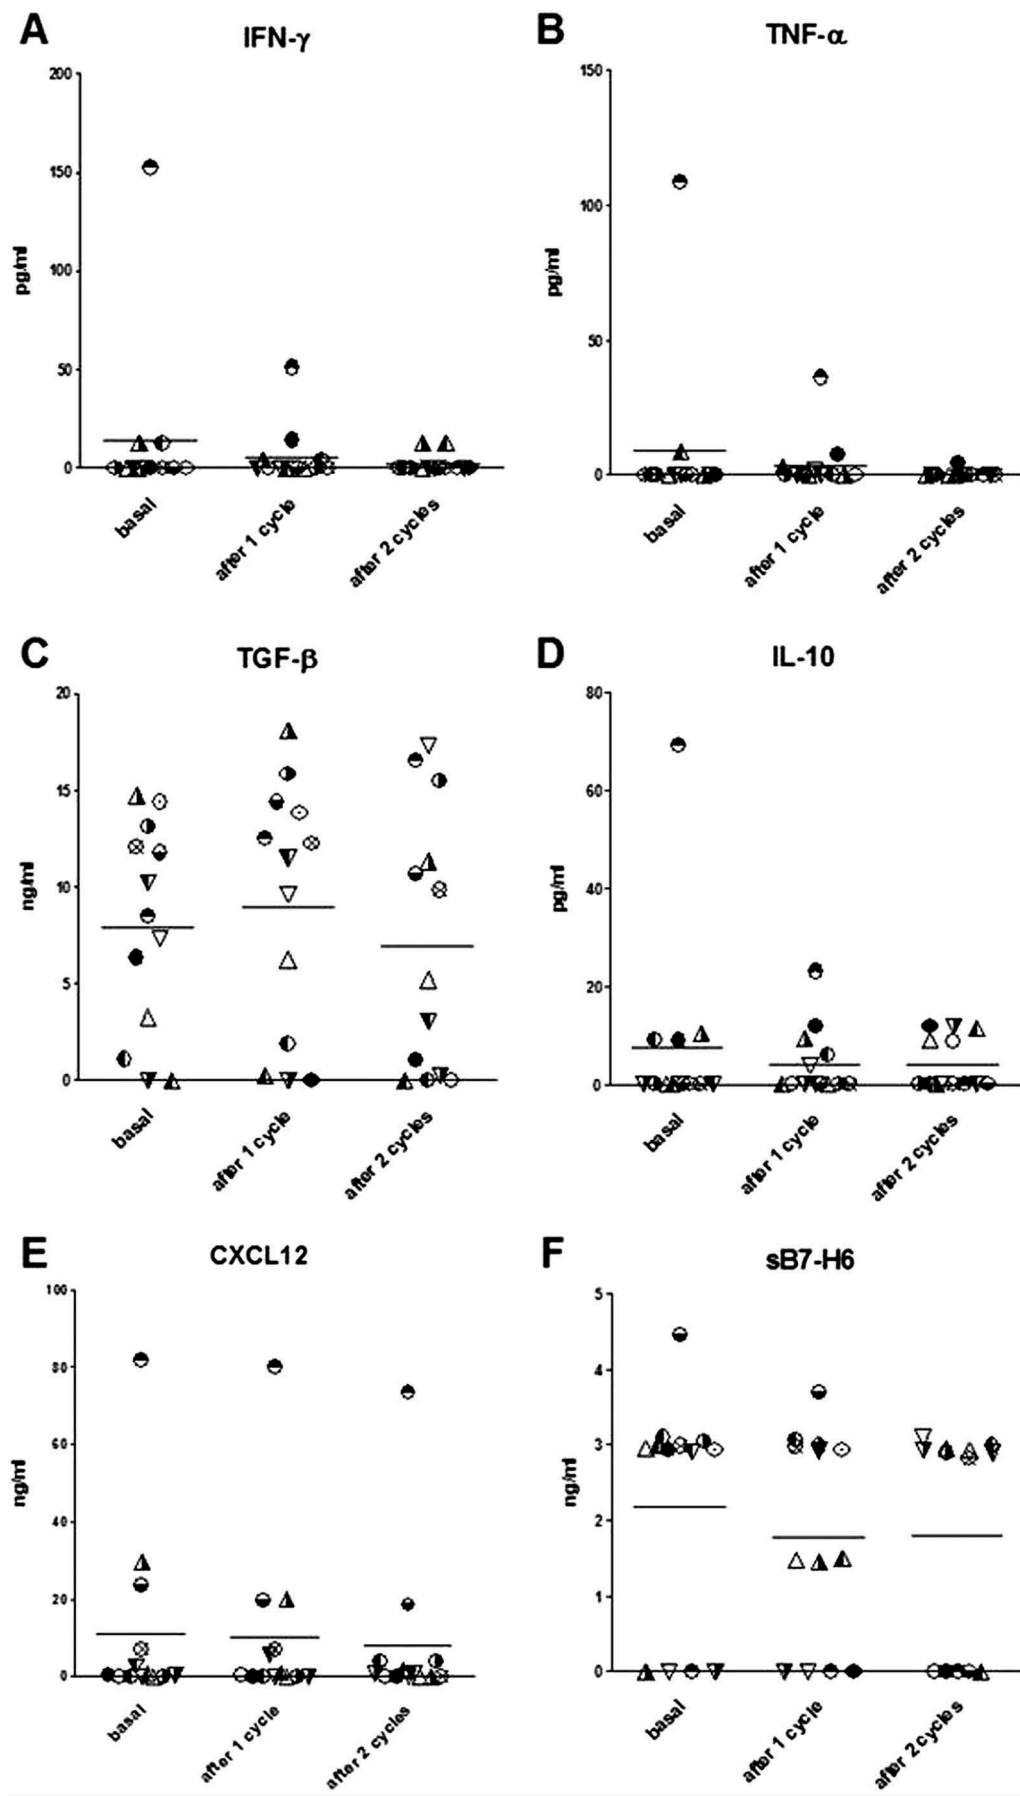 A
IFN-γ
200
150
100
50
0
pg/ml
basal
after 1 cycle
after 2 cycles
B
TNF-α
150
100
50
0
pg/ml
basal
after 1 cycle
after 2 cycles
C
TGF-β
20
15
10
5
0
ng/ml
basal
after 1 cycle
after 2 cycles
D
IL-10
80
60
40
20
0
pg/ml
basal
after 1 cycle
after 2 cycles
E
CXCL12
100
80
60
40
20
0
ng/ml
basal
after 1 cycle
after 2 cycles
F
sB7-H6
5
4
3
2
1
0
ng/ml
basal
after 1 cycle
after 2 cycles